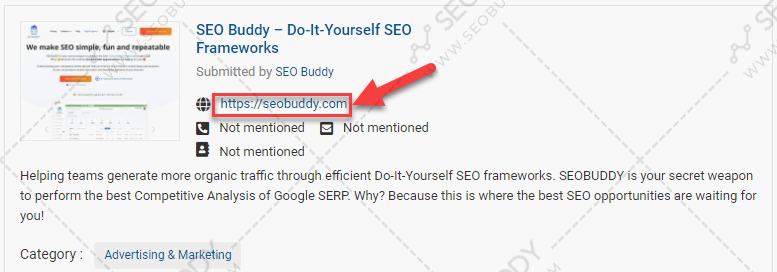 We make SEO simple, fun and repeatable
SEO Buddy – Do-It-Yourself SEO
Frameworks
Submitted by SEO Buddy
https://seobuddy.com
Not mentioned Not mentioned
Not mentioned
Helping teams generate more organic traffic through efficient Do-It-Yourself SEO frameworks. SEOBUDDY is your secret weapon
to perform the best Competitive Analysis of Google SERP. Why? Because this is where the best SEO opportunities are waiting for
you!
Category : Advertising & Marketing
SEOBUDDY
WWW.SEOBUDDY.COM